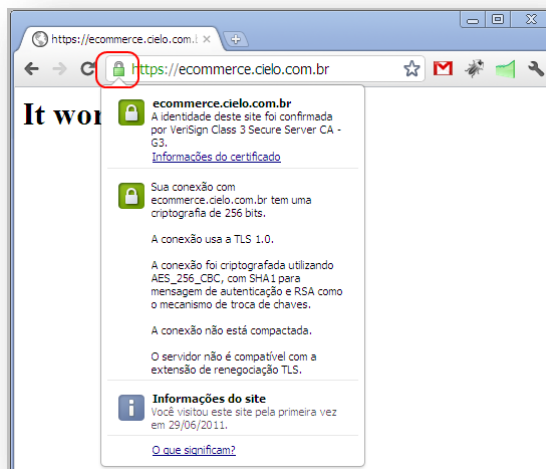 https://ecommerce.cielo.com.l
https://ecommerce.cielo.com.br
It wor
ecommerce.cielo.com.br
A identidade deste site foi confirmada
por VeriSign Class 3 Secure Server CA -
G3.
Informações do certificado
Sua conexão com
ecommerce.cielo.com.br tem uma
criptografia de 256 bits.
A conexão usa a TLS 1.0.
A conexão foi criptografada utilizando
AES_256_CBC, com SHA1 para
mensagem de autenticação e RSA como
o mecanismo de troca de chaves.
A conexão não está compactada.
O servidor não é compatível com a
extensão de renegociação TLS.
Informações do site
Você visitou este site pela primeira vez
em 29/06/2011.
O que significam?